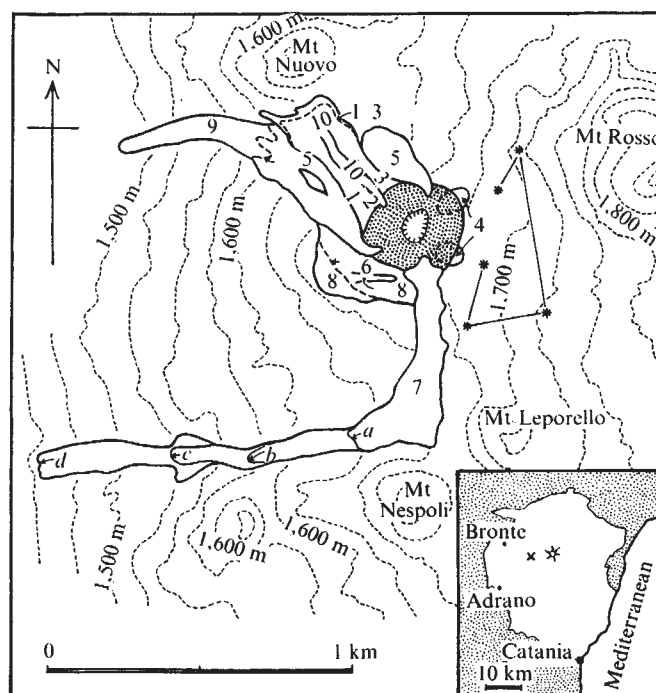 1,600 m
Mt
Nuovo
N
1
3
10
9
5
5
10
3
1
2
Mt Rosso
1,500 m
1,600 m
4
1,800 m
1,700 m
6
8
8
7
Mt Leporello
a
b
c
d
Mt
Nespoli
1,600 m
1,600 m
1,500 m
0
1 km
Bronte
Adrano
Catania
10 km
Mediterranean